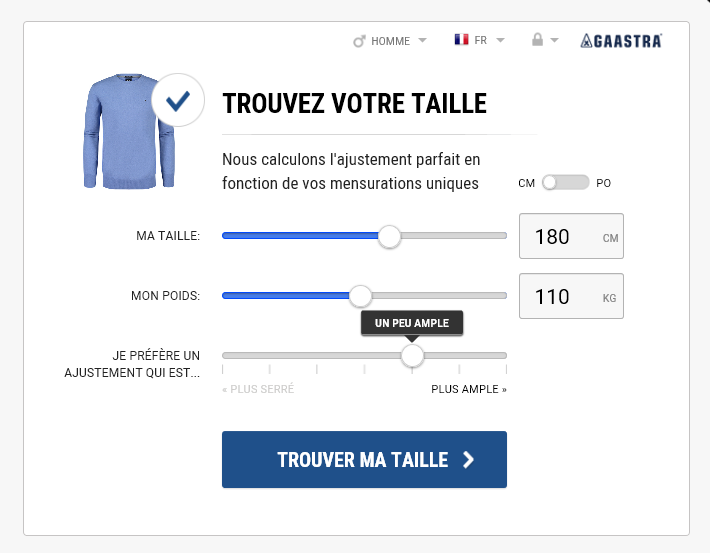 HOMME
FR
GAASTRA
TROUVEZ VOTRE TAILLE
Nous calculons l'ajustement parfait en
fonction de vos mensurations uniques
CM
PO
MA TAILLE:
180
CM
MON POIDS:
110
KG
UN PEU AMPLE
JE PRÉFÈRE UN
AJUSTEMENT QUI EST...
« PLUS SERRÉ
PLUS AMPLE »
TROUVER MA TAILLE